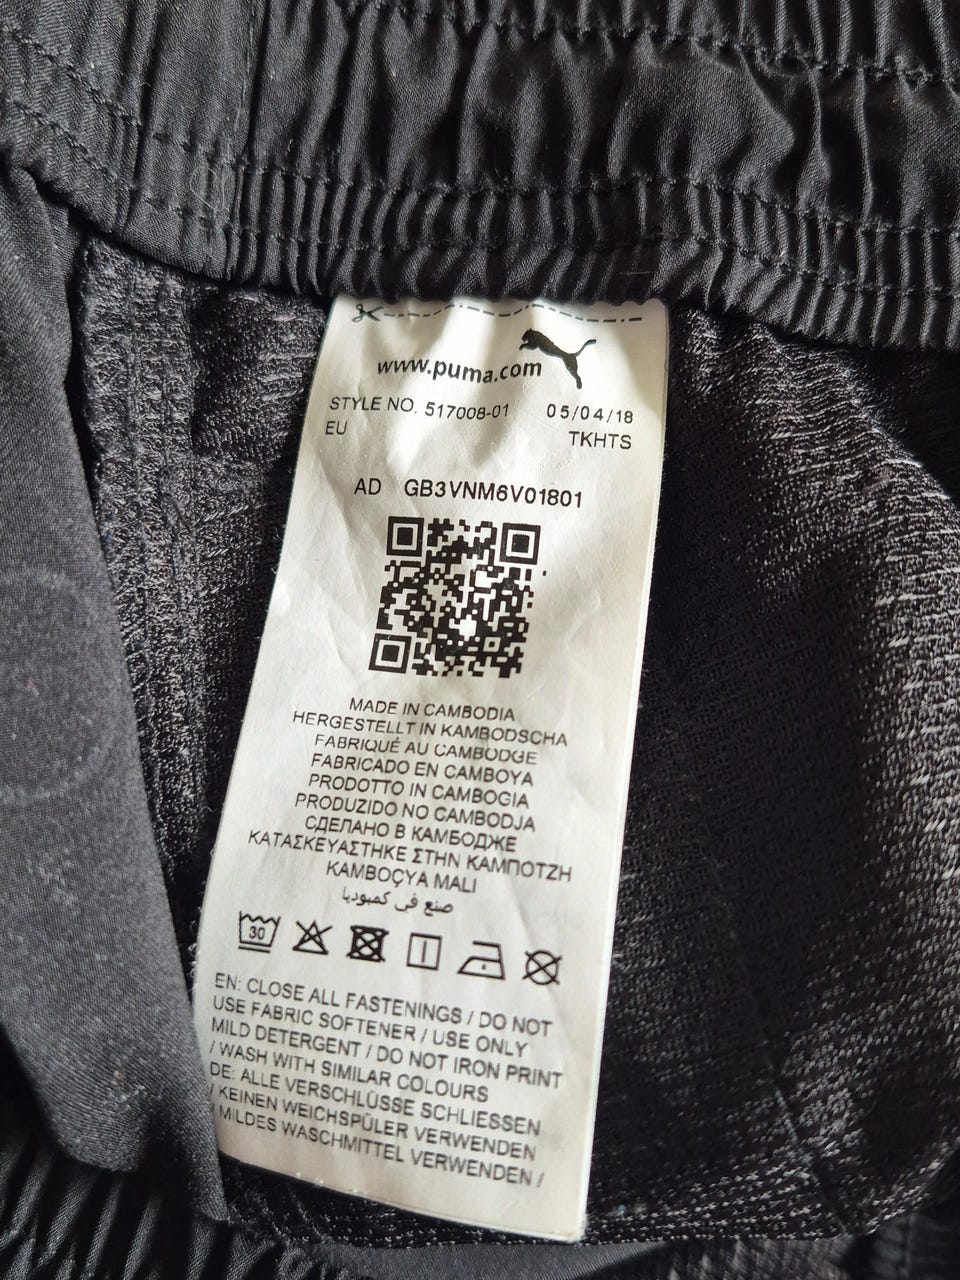 www.puma.com
STYLE NO. 517008-01 05/04/18
EU TKHTS
AD GB3VNM6V01801
MADE IN CAMBODIA
HERGESTELLT IN KAMBODSCHA
FABRIQUÉ AU CAMBODGE
FABRICADO EN CAMBOYA
PRODOTTO IN CAMBOGIA
PRODUZIDO NO CAMBODJA
СДЕЛАНО В КАМБОДЖЕ
ΚΑΤΑΣΚΕΥΑΣΤΗΚΕ ΣΤΗΝ ΚΑΜΠΟΤΖΗ
KAMBOÇYA MALI
صنع في كمبوديا
30
EN: CLOSE ALL FASTENINGS / DO NOT
USE FABRIC SOFTENER / USE ONLY
MILD DETERGENT / DO NOT IRON PRINT
/ WASH WITH SIMILAR COLOURS
DE: ALLE VERSCHLÜSSE SCHLIESSEN
/ KEINEN WEICHSPÜLER VERWENDEN
/ MILDES WASCHMITTEL VERWENDEN /